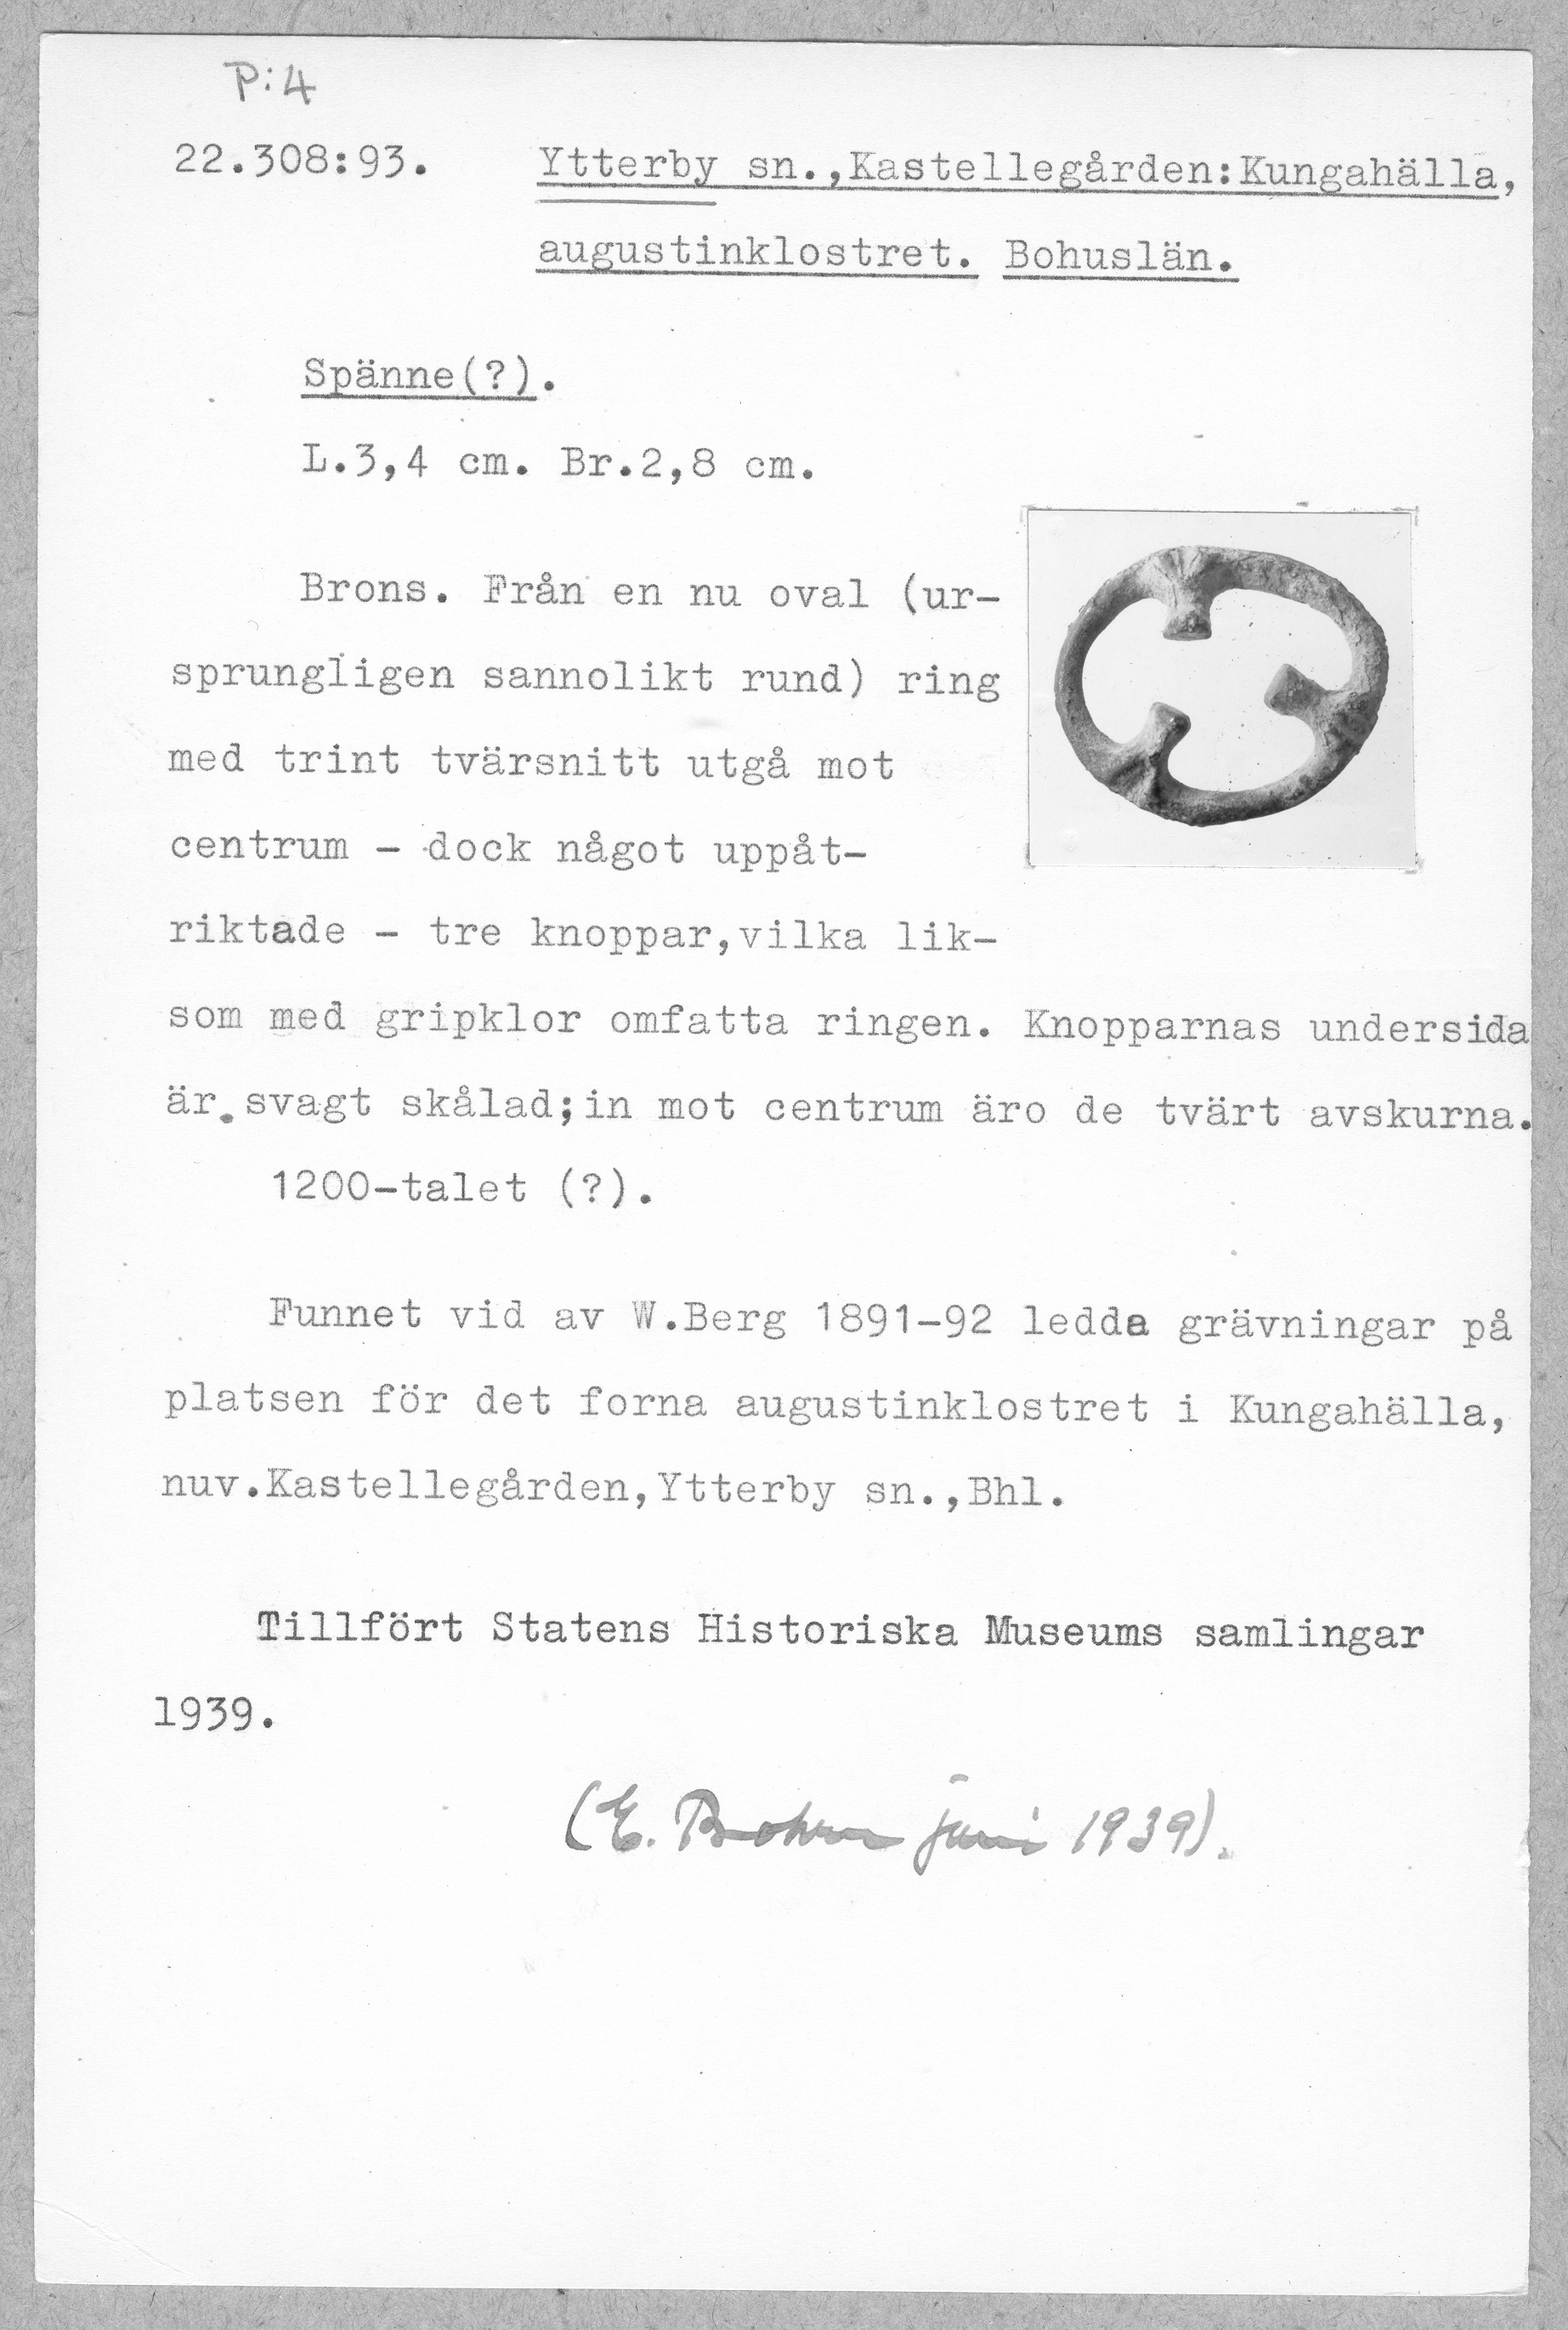 P:4
22.308:93. Ytterby sn.,Kastellegården:Kungahälla,
augustinklostret. Bohuslän.
Spänne(?).
L.3,4 cm. Br.2,8 cm.
Brons. Från en nu oval (ur-
sprungligen sannolikt rund) ring
med trint tvärsnitt utgå mot
centrum - dock något uppåt-
riktade - tre knoppar,vilka lik-
som med gripklor omfatta ringen. Knopparnas undersida
är svagt skålad;in mot centrum äro de tvärt avskurna.
1200-talet (?).
Funnet vid av W.Berg 1891-92 ledda grävningar på
platsen för det forna augustinklostret i Kungahälla,
nuv.Kastellegården,Ytterby sn.,Bhl.
Tillfört Statens Historiska Museums samlingar
1939.
(E. Bohrn juni 1939).